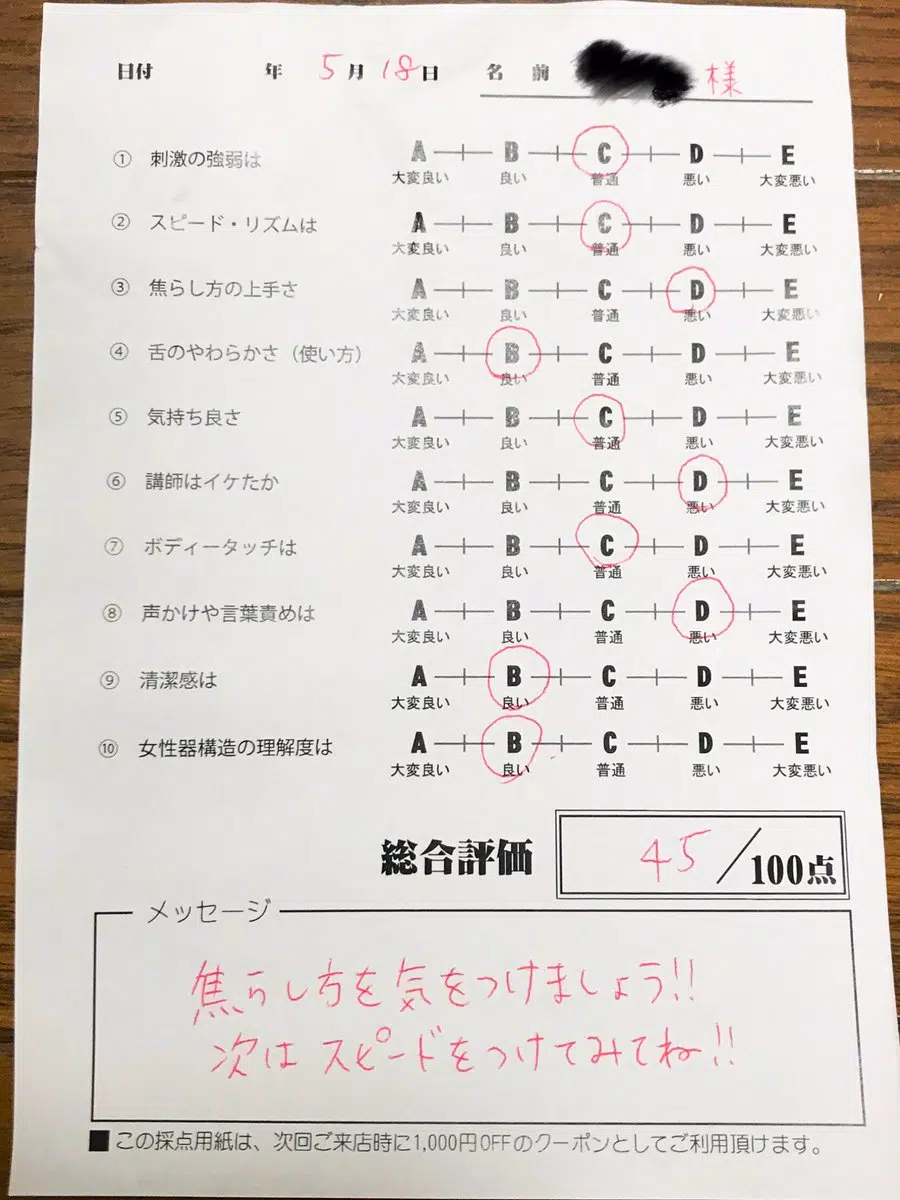 日付 年 5月18日 名前 様
① 刺激の強弱は A B C D E
大変良い 良い 普通 悪い 大変悪い
② スピード・リズムは A B C D E
大変良い 良い 普通 悪い 大変悪い
③ 焦らし方の上手さ A B C D E
大変良い 良い 普通 悪い 大変悪い
④ 舌のやわらかさ（使い方） A B C D E
大変良い 良い 普通 悪い 大変悪い
⑤ 気持ち良さ A B C D E
大変良い 良い 普通 悪い 大変悪い
⑥ 講師はイケたか A B C D E
大変良い 良い 普通 悪い 大変悪い
⑦ ボディータッチは A B C D E
大変良い 良い 普通 悪い 大変悪い
⑧ 声かけや言葉責めは A B C D E
大変良い 良い 普通 悪い 大変悪い
⑨ 清潔感は A B C D E
大変良い 良い 普通 悪い 大変悪い
⑩ 女性器構造の理解度は A B C D E
大変良い 良い 普通 悪い 大変悪い
総合評価 45/100点
メッセージ
焦らし方を気をつけましょう!!
次はスピードをつけてみてね!!
■この採点用紙は、次回ご来店時に1,000円OFFのクーポンとしてご利用頂けます。